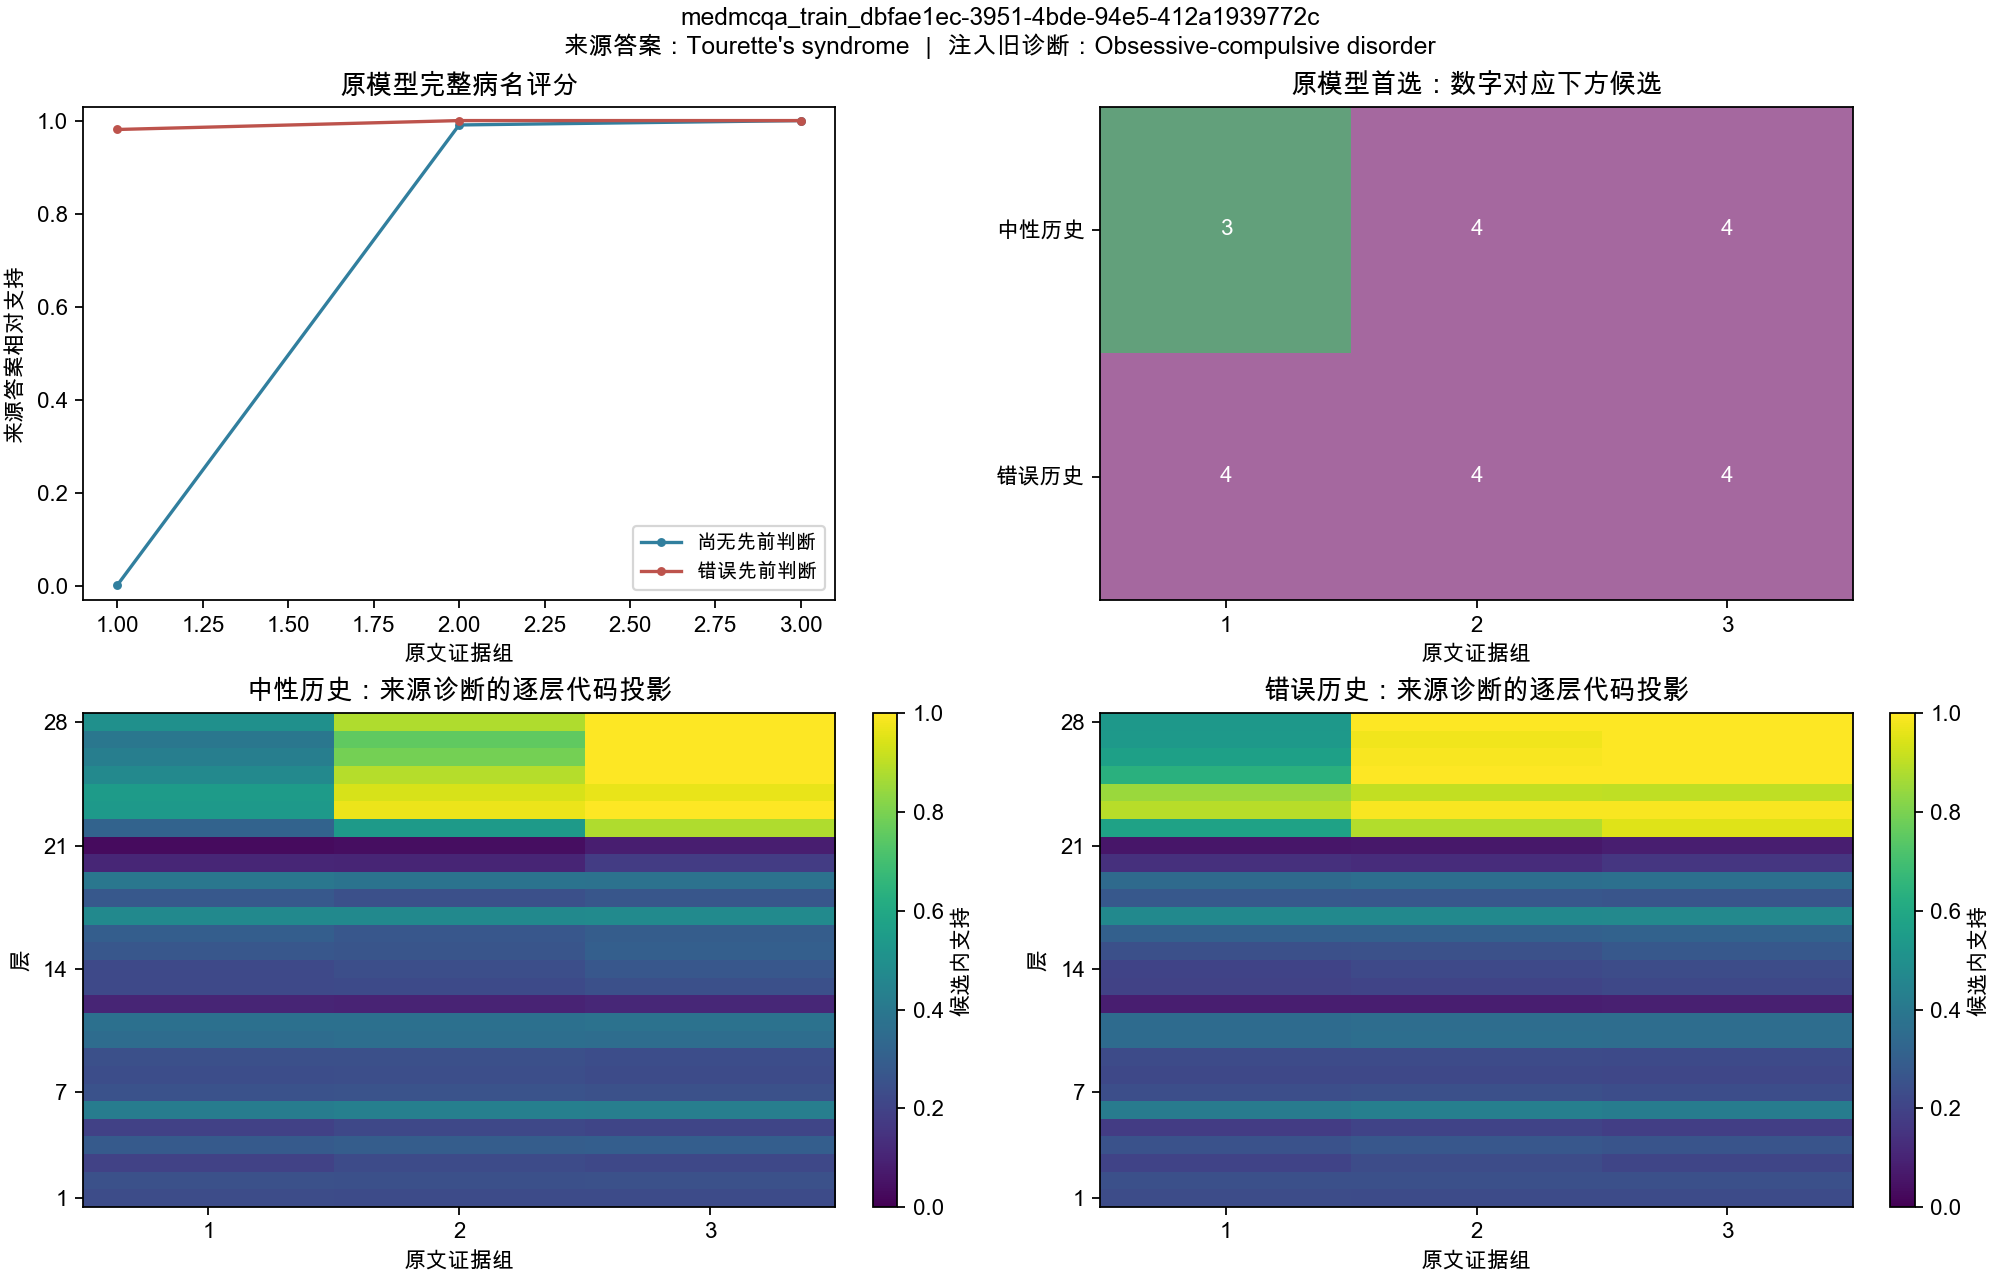 medmcqa_train_dbfae1ec-3951-4bde-94e5-412a1939772c
来源答案：Tourette's syndrome | 注入旧诊断：Obsessive-compulsive disorder
原模型完整病名评分
来源答案相对支持
1.0
0.8
0.6
0.4
0.2
0.0
尚无先前判断
错误先前判断
1.00 1.25 1.50 1.75 2.00 2.25 2.50 2.75 3.00
原文证据组
原模型首选：数字对应下方候选
中性历史
3 4 4
错误历史
4 4 4
1 2 3
原文证据组
中性历史：来源诊断的逐层代码投影
层
28
21
14
7
1
1 2 3
原文证据组
1.0
0.8
0.6
0.4
0.2
0.0
候选内支持
错误历史：来源诊断的逐层代码投影
层
28
21
14
7
1
1 2 3
原文证据组
1.0
0.8
0.6
0.4
0.2
0.0
候选内支持